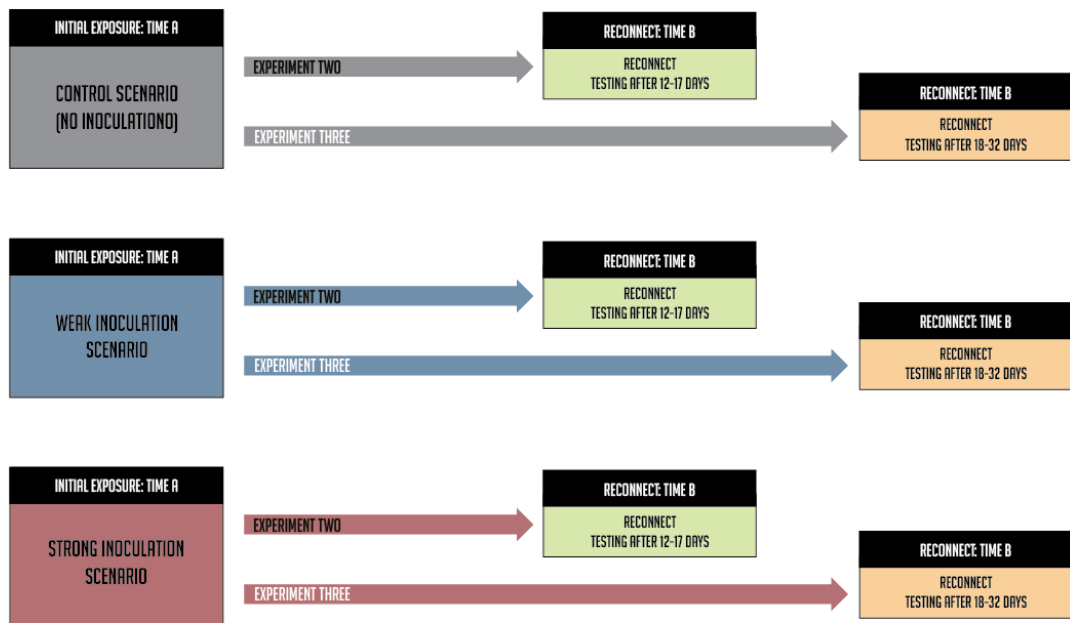 INITIAL EXPOSURE: TIME A
CONTROL SCENARIO
(NO INOCULATIONO)
EXPERIMENT TWO
RECONNECT: TIME B
RECONNECT
TESTING AFTER 12-17 DAYS
EXPERIMENT THREE
RECONNECT: TIME B
RECONNECT
TESTING AFTER 18-32 DAYS
INITIAL EXPOSURE: TIME A
WEAK INOCULATION
SCENARIO
EXPERIMENT TWO
RECONNECT: TIME B
RECONNECT
TESTING AFTER 12-17 DAYS
EXPERIMENT THREE
RECONNECT: TIME B
RECONNECT
TESTING AFTER 18-32 DAYS
INITIAL EXPOSURE: TIME A
STRONG INOCULATION
SCENARIO
EXPERIMENT TWO
RECONNECT: TIME B
RECONNECT
TESTING AFTER 12-17 DAYS
EXPERIMENT THREE
RECONNECT: TIME B
RECONNECT
TESTING AFTER 18-32 DAYS